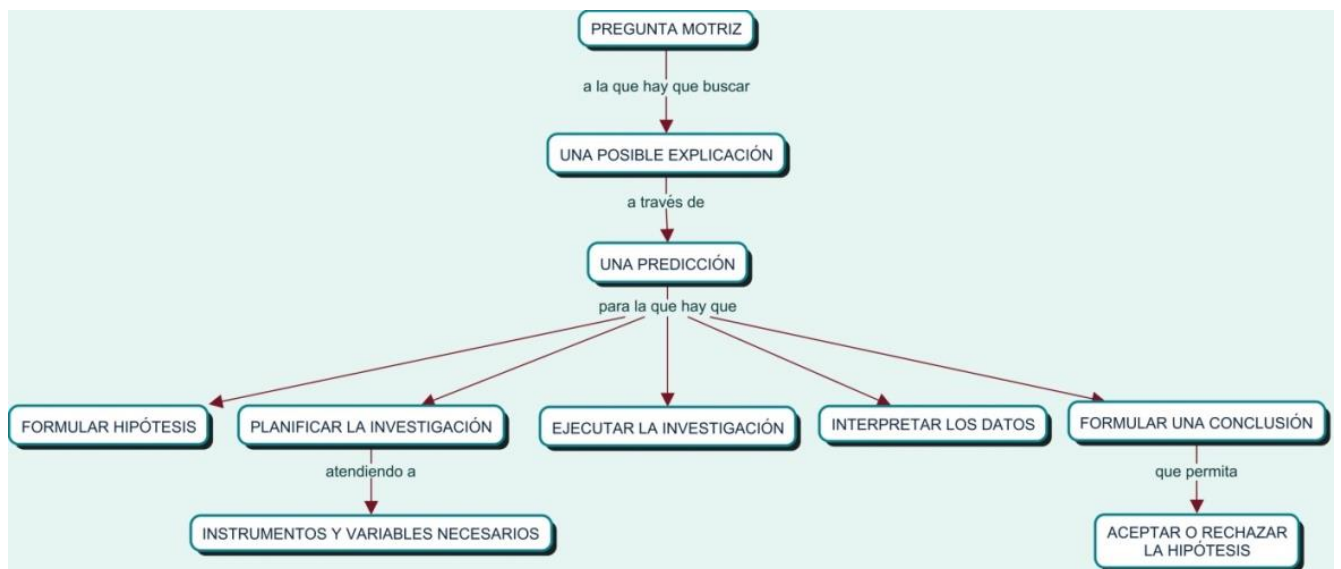 PREGUNTA MOTRIZ
a la que hay que buscar
UNA POSIBLE EXPLICACIÓN
a través de
UNA PREDICCIÓN
para la que hay que
FORMULAR HIPÓTESIS
PLANIFICAR LA INVESTIGACIÓN
EJECUTAR LA INVESTIGACIÓN
INTERPRETAR LOS DATOS
FORMULAR UNA CONCLUSIÓN
atendiendo a
que permita
INSTRUMENTOS Y VARIABLES NECESARIOS
ACEPTAR O RECHAZAR
LA HIPÓTESIS